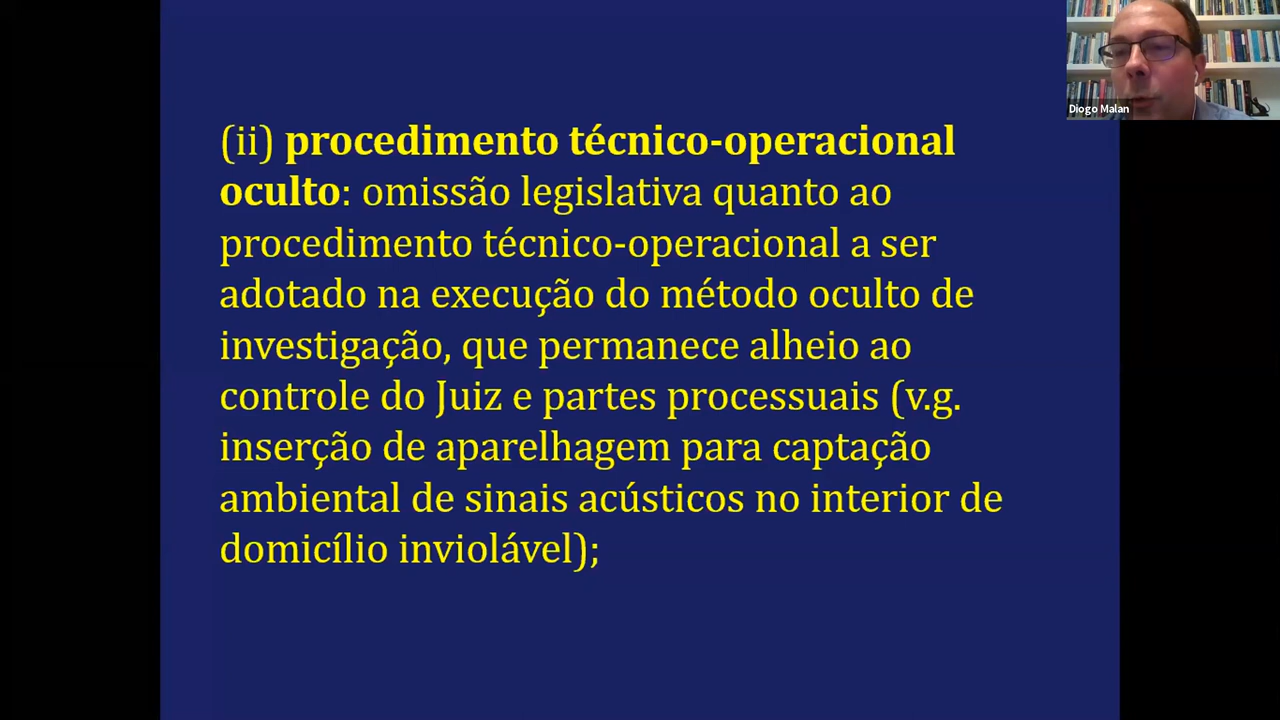 (ii) procedimento técnico-operacional
oculto: omissão legislativa quanto ao
procedimento técnico-operacional a ser
adotado na execução do método oculto de
investigação, que permanece alheio ao
controle do Juiz e partes processuais (v.g.
inserção de aparelhagem para captação
ambiental de sinais acústicos no interior de
domicílio inviolável);
Diogo Malan